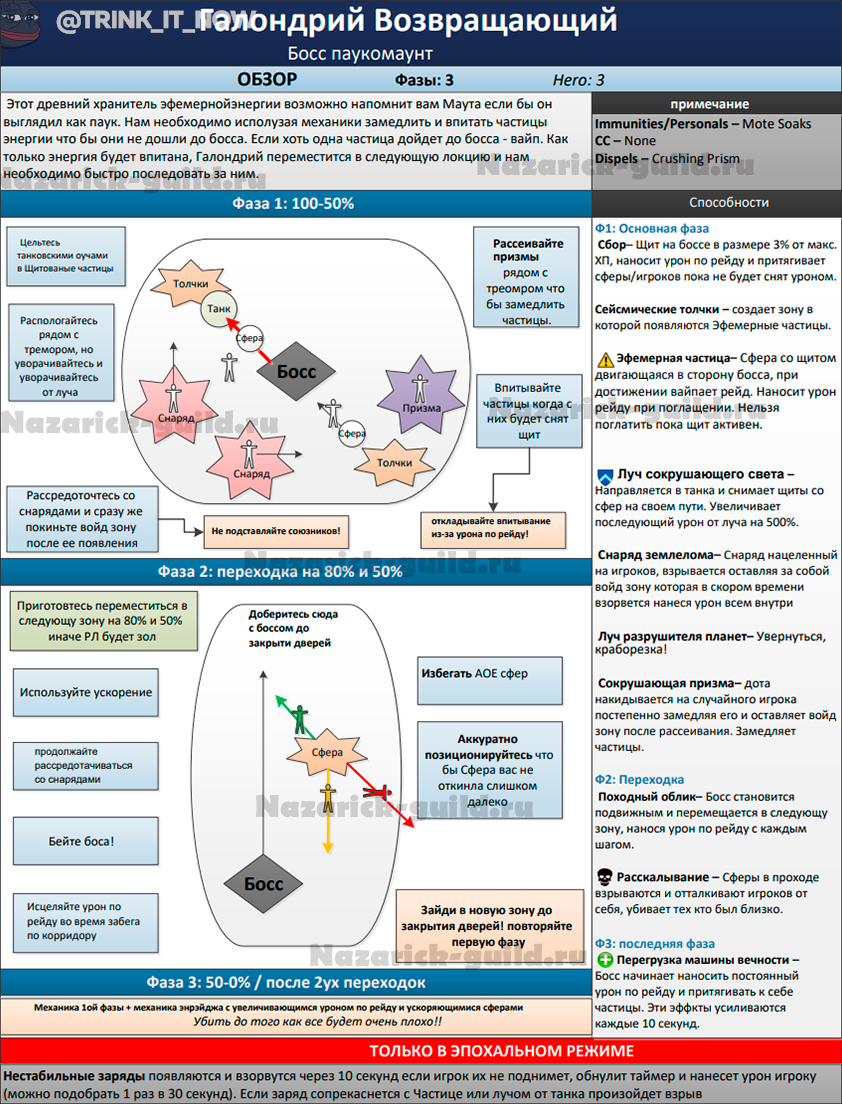 @TRINK_IT_NOW
Галондрий Возвращающий
Босс паукомаунт
ОБЗОР
Фазы: 3
Hero: 3
Этот древний хранитель эфемернойэнергии возможно напомнит вам Маута если бы он
выглядил как паук. Нам необходимо исползуая механики замедлить и впитать частицы
энергии что бы они не дошли до босса. Если хоть одна частица дойдет до босса - вайп. Как
только энергия будет впитана, Галондрий переместится в следующую локцию и нам
необходимо быстро последовать за ним.
примечание
Immunities/Personals – Mote Soaks
CC – None
Dispels – Crushing Prism
Nazarick-guild.ru
Nazarick-guild.ru
Фаза 1: 100-50%
Цельтесь
танковскими оучами
в Щитованые частицы
Распологайтесь
рядом с
тремором, но
уворачивайтесь и
уворачивайтесь
от луча
Рассредоточтесь со
снарядами и сразу же
покиньте войд зону
после ее появления
Не подставляйте союзников!
Толчки
Танк
Сфера
Босс
Снаряд
Призма
Сфера
Снаряд
Толчки
Рассеивайте
призмы
рядом с
треомром что
бы замедлить
частицы.
Впитывайте
частицы когда с
них будет снят
щит
откладывайте впитывание
из-за урона по рейду!
Nazarick-guild.ru
Nazarick-guild.ru
Nazarick-guild.ru
Фаза 2: переходка на 80% и 50%
Приготовтесь переместиться в
следующу зону на 80% и 50%
иначе РЛ будет зол
Используйте ускорение
продолжайте
рассредотачиваться
со снарядами
Бейте боса!
Исцеляйте урон по
рейду во время забега
по корридору
Доберитесь сюда
с боссом до
закрыти дверей
Сфера
Босс
Избегать АОЕ сфер
Аккуратно
позиционируйтесь что
бы Сфера вас не
откинла слишком
далеко
Зайди в новую зону до
закрытия дверей! повторяйте
первую фазу
Nazarick-guild.ru
Nazarick-guild.ru
Фаза 3: 50-0% / после 2ух переходок
Механика 1ой фазы + механика энрэйджа с увеличивающимся уроном по рейду и ускоряющимися сферами
Убить до того как все будет очень плохо!!
Способности
Ф1: Основная фаза
Сбор– Щит на боссе в размере 3% от макс.
ХП, наносит урон по рейду и притягивает
сферы/игроков пока не будет снят уроном.
Сейсмические толчки – создает зону в
которой появляются Эфемерные частицы.
Эфемерная частица– Сфера со щитом
двигающаяся в сторону босса, при
достижении вайпает рейд. Наносит урон
рейду при поглащении. Нельзя
поглатить пока щит активен.
Луч сокрушающего света –
Направляется в танка и снимает щиты со
сфер на своем пути. Увеличивает
последующий урон от луча на 500%.
Снаряд землелома– Снаряд нацеленный
на игроков, взрывается оставляя за собой
войд зону которая в скором времени
взорвется нанеся урон всем внутри
Луч разрушителя планет– Увернуться,
краборезка!
Сокрушающая призма– дота
накидывается на случайного игрока
постепенно замедляя его и оставляет войд
зону после рассеивания. Замедляет
частицы.
Ф2: Переходка
Походный облик– Босс становится
подвижным и перемещается в следующу
зону, нанося урон по рейду с каждым
шагом.
Расскалывание – Сферы в проходе
взрываются и отталкивают игроков от
себя, убивает тех кто был близко.
Ф3: последняя фаза
Перегрузка машины вечности –
Босс начинает наносить постоянный
урон по рейду и притягивать к себе
частицы. Эти эффкты усиливаются
каждые 10 секунд.
ТОЛЬКО В ЭПОХАЛЬНОМ РЕЖИМЕ
Нестабильные заряды появляются и взорвутся через 10 секунд если игрок их не поднимет, обнулит таймер и нанесет урон игроку
(можно подобрать 1 раз в 30 секунд). Если заряд сопрекаснется с Частице или лучом от танка произойдет взрыв